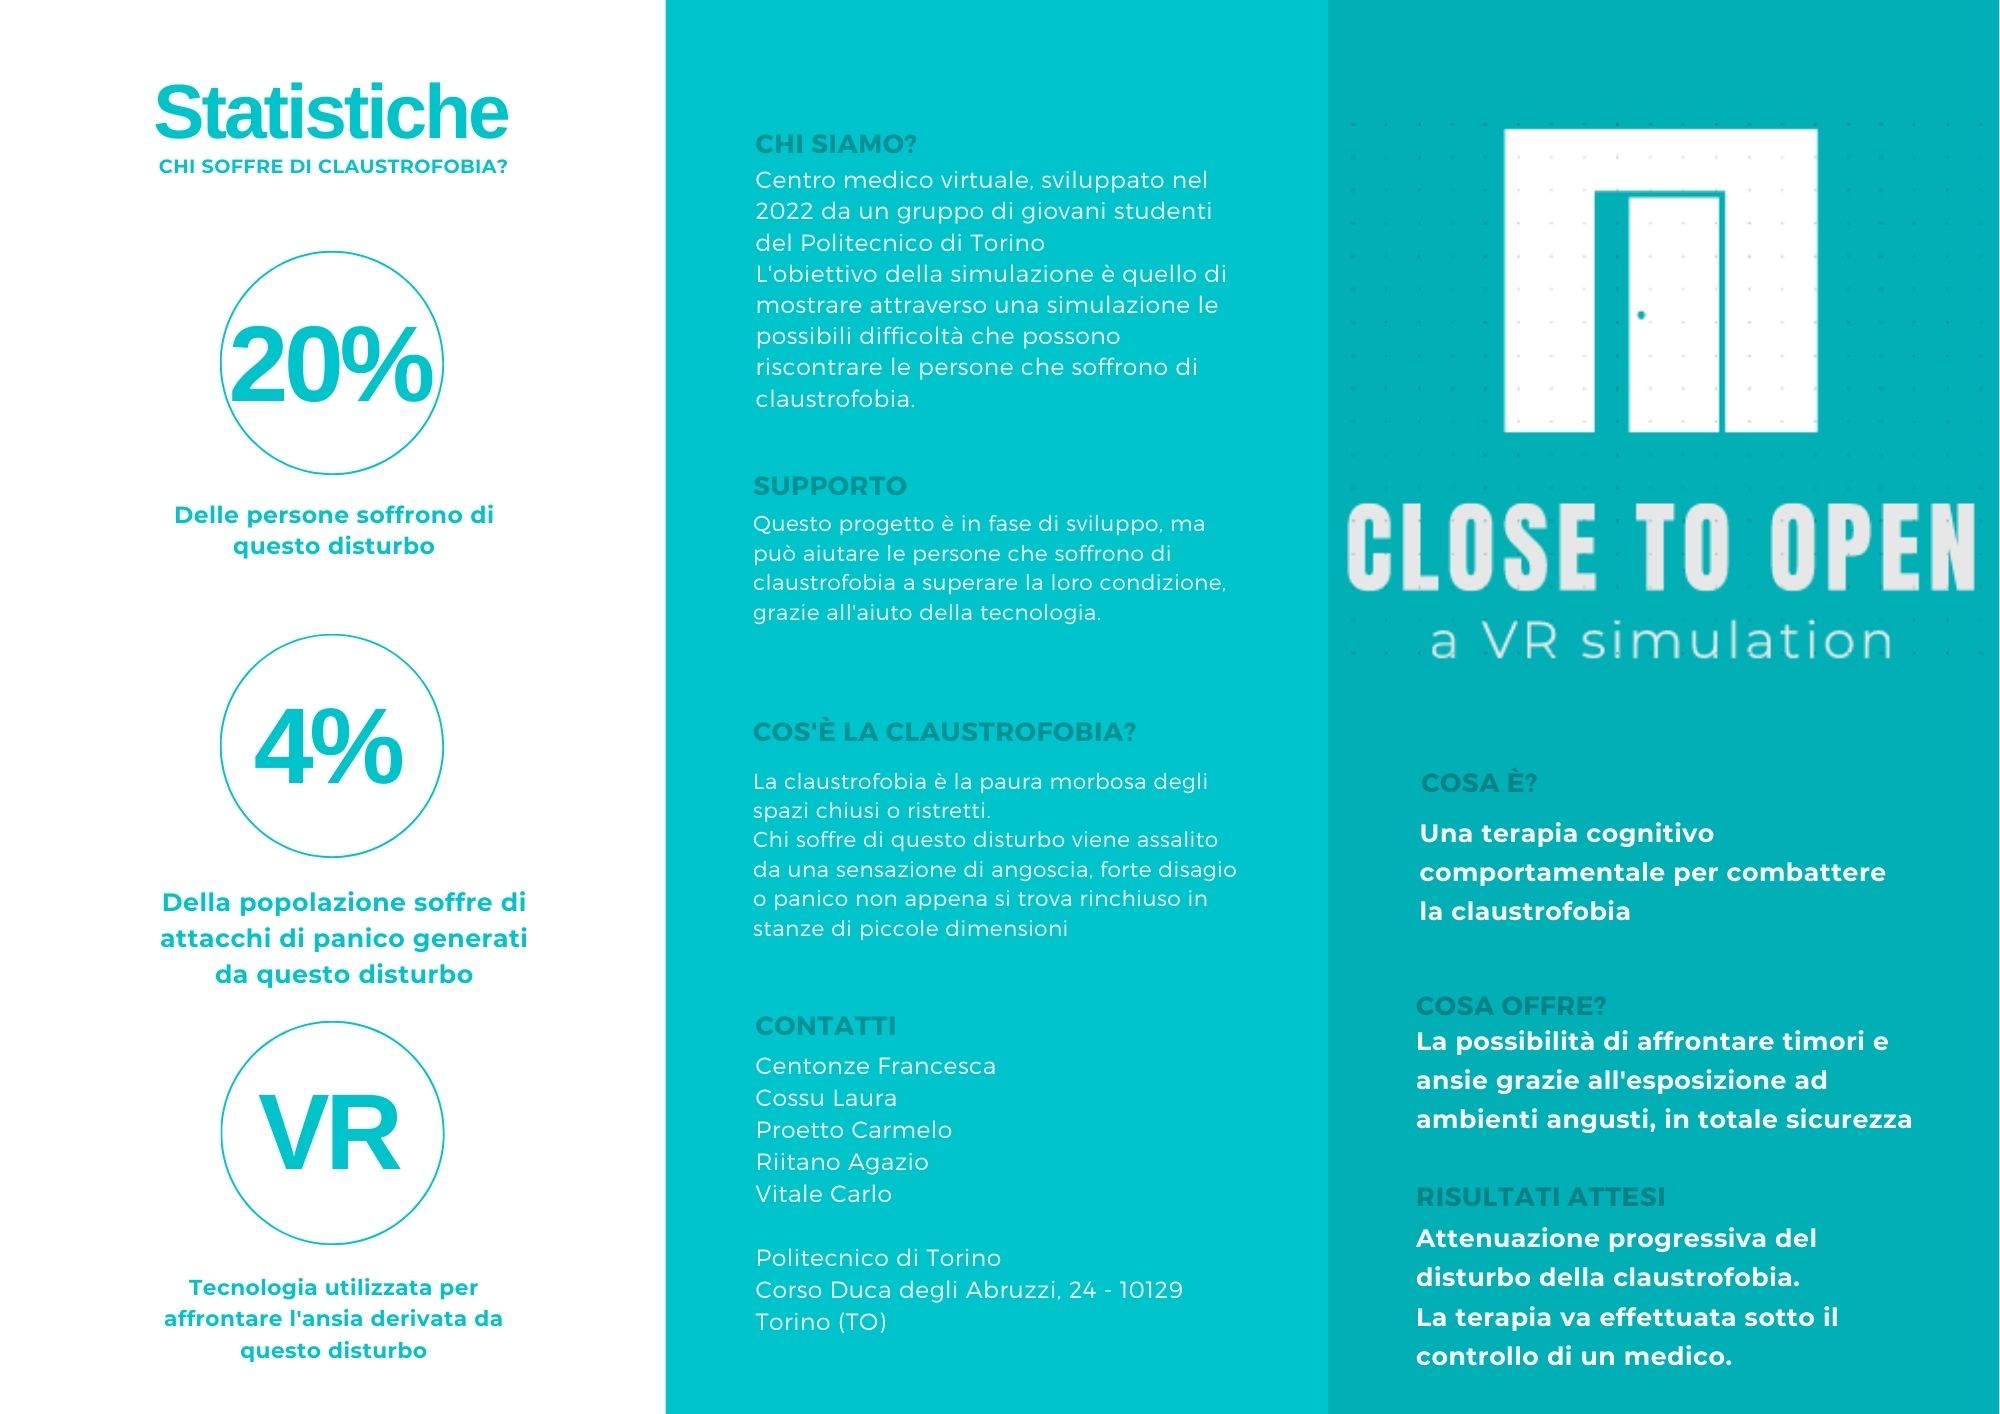 Statistiche
CHI SOFFRE DI CLAUSTROFOBIA?
20%
Delle persone soffrono di
questo disturbo
4%
Della popolazione soffre di
attacchi di panico generati
da questo disturbo
VR
Tecnologia utilizzata per
affrontare l'ansia derivata da
questo disturbo
CHI SIAMO?
Centro medico virtuale, sviluppato nel
2022 da un gruppo di giovani studenti
del Politecnico di Torino
L'obiettivo della simulazione è quello di
mostrare attraverso una simulazione le
possibili difficoltà che possono
riscontrare le persone che soffrono di
claustrofobia.
SUPPORTO
Questo progetto è in fase di sviluppo, ma
può aiutare le persone che soffrono di
claustrofobia a superare la loro condizione,
grazie all'aiuto della tecnologia.
COS'È LA CLAUSTROFOBIA?
La claustrofobia è la paura morbosa degli
spazi chiusi o ristretti.
Chi soffre di questo disturbo viene assalito
da una sensazione di angoscia, forte disagio
o panico non appena si trova rinchiuso in
stanze di piccole dimensioni
CONTATTI
Centonze Francesca
Cossu Laura
Proetto Carmelo
Riitano Agazio
Vitale Carlo
Politecnico di Torino
Corso Duca degli Abruzzi, 24 - 10129
Torino (TO)
CLOSE TO OPEN
a VR simulation
COSA È?
Una terapia cognitivo
comportamentale per combattere
la claustrofobia
COSA OFFRE?
La possibilità di affrontare timori e
ansie grazie all'esposizione ad
ambienti angusti, in totale sicurezza
RISULTATI ATTESI
Attenuazione progressiva del
disturbo della claustrofobia.
La terapia va effettuata sotto il
controllo di un medico.